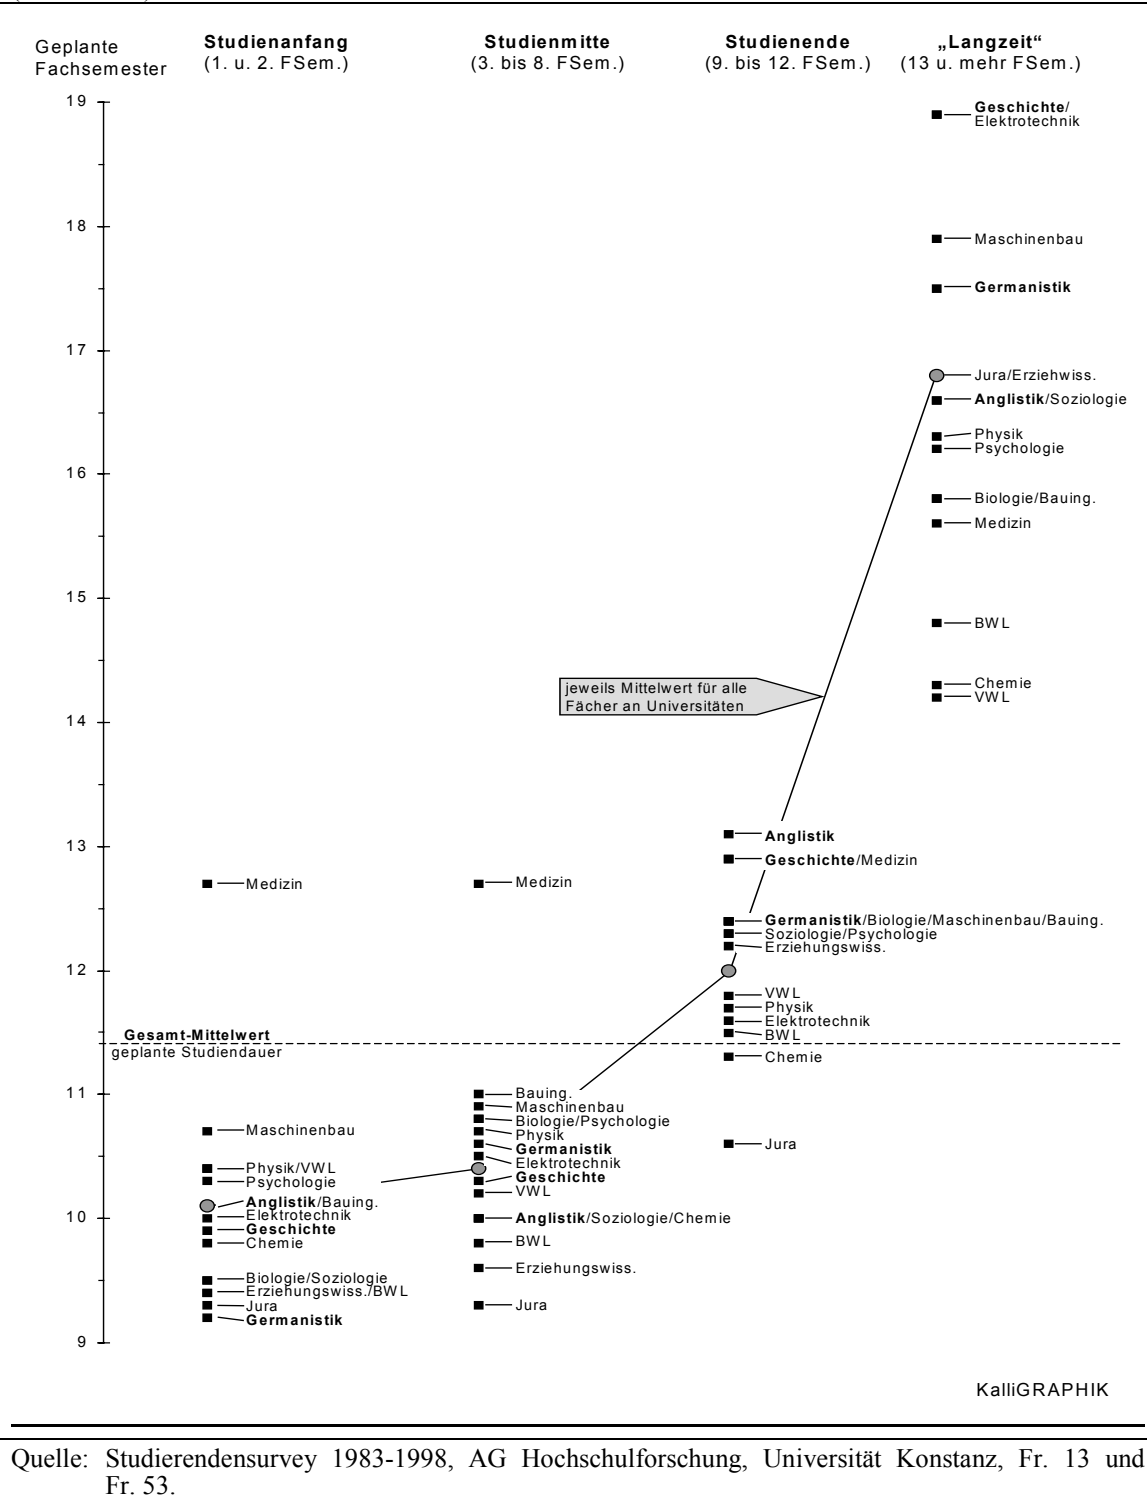 Geplante
Fachsemester
Studienanfang
(1. u. 2. FSem.)
Studienmitte
(3. bis 8. FSem.)
Studienende
(9. bis 12. FSem.)
„Langzeit“
(13 u. mehr FSem.)
19
18
17
16
15
14
13
12
11
10
9
Gesamt-Mittelwert
geplante Studiendauer
jeweils Mittelwert für alle
Fächer an Universitäten
Medizin
Maschinenbau
Physik/VWL
Psychologie
Anglistik/Bauing.
Elektrotechnik
Geschichte
Chemie
Biologie/Soziologie
Erziehungswiss./BWL
Jura
Germanistik
Medizin
Bauing.
Maschinenbau
Biologie/Psychologie
Physik
Germanistik
Elektrotechnik
Geschichte
VWL
Anglistik/Soziologie/Chemie
BWL
Erziehungswiss.
Jura
Anglistik
Geschichte/Medizin
Germanistik/Biologie/Maschinenbau/Bauing.
Soziologie/Psychologie
Erziehungswiss.
VWL
Physik
Elektrotechnik
BWL
Chemie
Jura
Geschichte/
Elektrotechnik
Maschinenbau
Germanistik
Jura/Erziehwiss.
Anglistik/Soziologie
Physik
Psychologie
Biologie/Bauing.
Medizin
BWL
Chemie
VWL
KalliGRAPHIK
Quelle: Studierendensurvey 1983-1998, AG Hochschulforschung, Universität Konstanz, Fr. 13 und
Fr. 53.